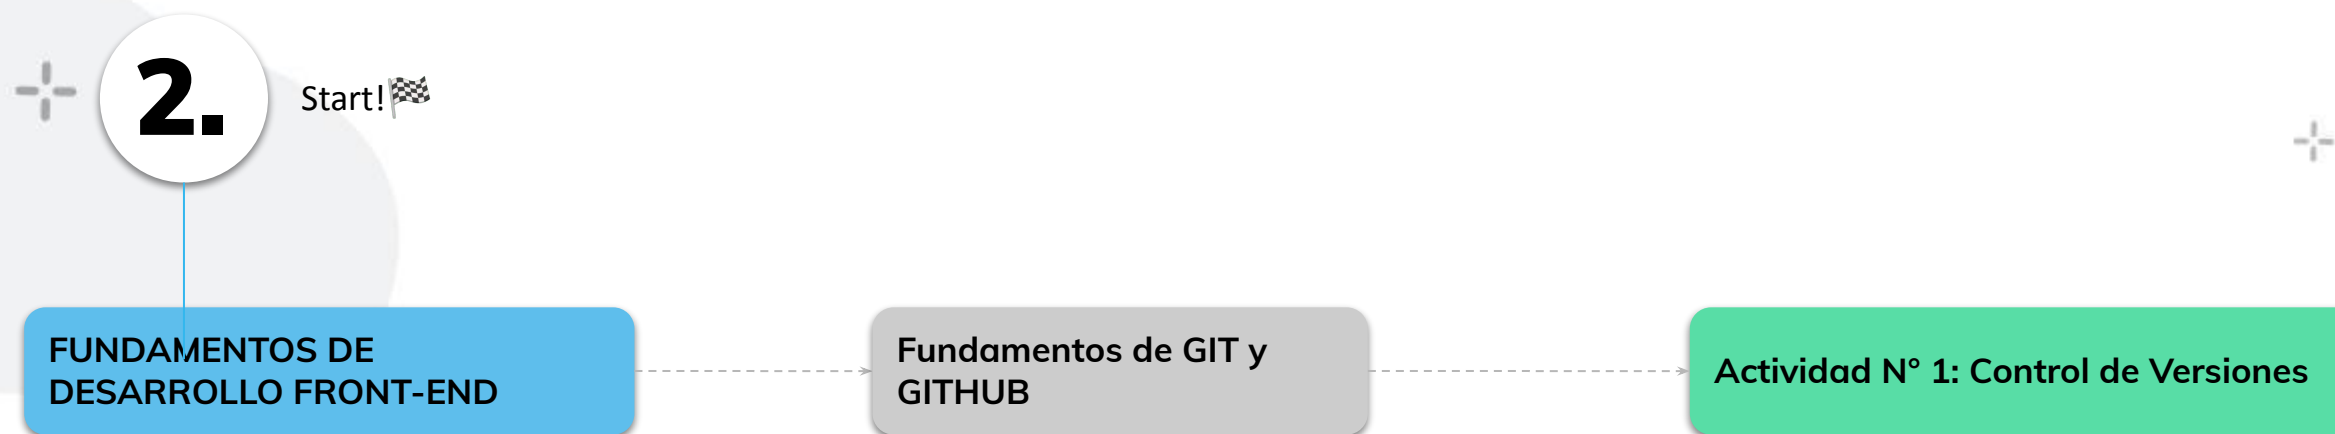 2.
Start!🏁
FUNDAMENTOS DE
DESARROLLO FRONT-END
Fundamentos de GIT y
GITHUB
Actividad N° 1: Control de Versiones